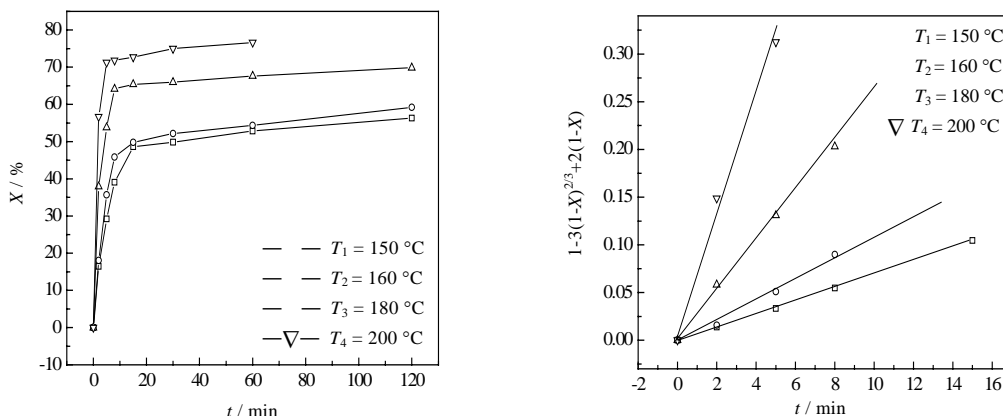 80
70
60
50
40
30
20
10
0
-10
X / %
0 20 40 60 80 100 120
t / min
T1 = 150 °C
T2 = 160 °C
T3 = 180 °C
T4 = 200 °C
0.30
0.25
0.20
0.15
0.10
0.05
0.00
1-3(1-X)^2/3+2(1-X)
-2 0 2 4 6 8 10 12 14 16
t / min
T1 = 150 °C
T2 = 160 °C
T3 = 180 °C
T4 = 200 °C